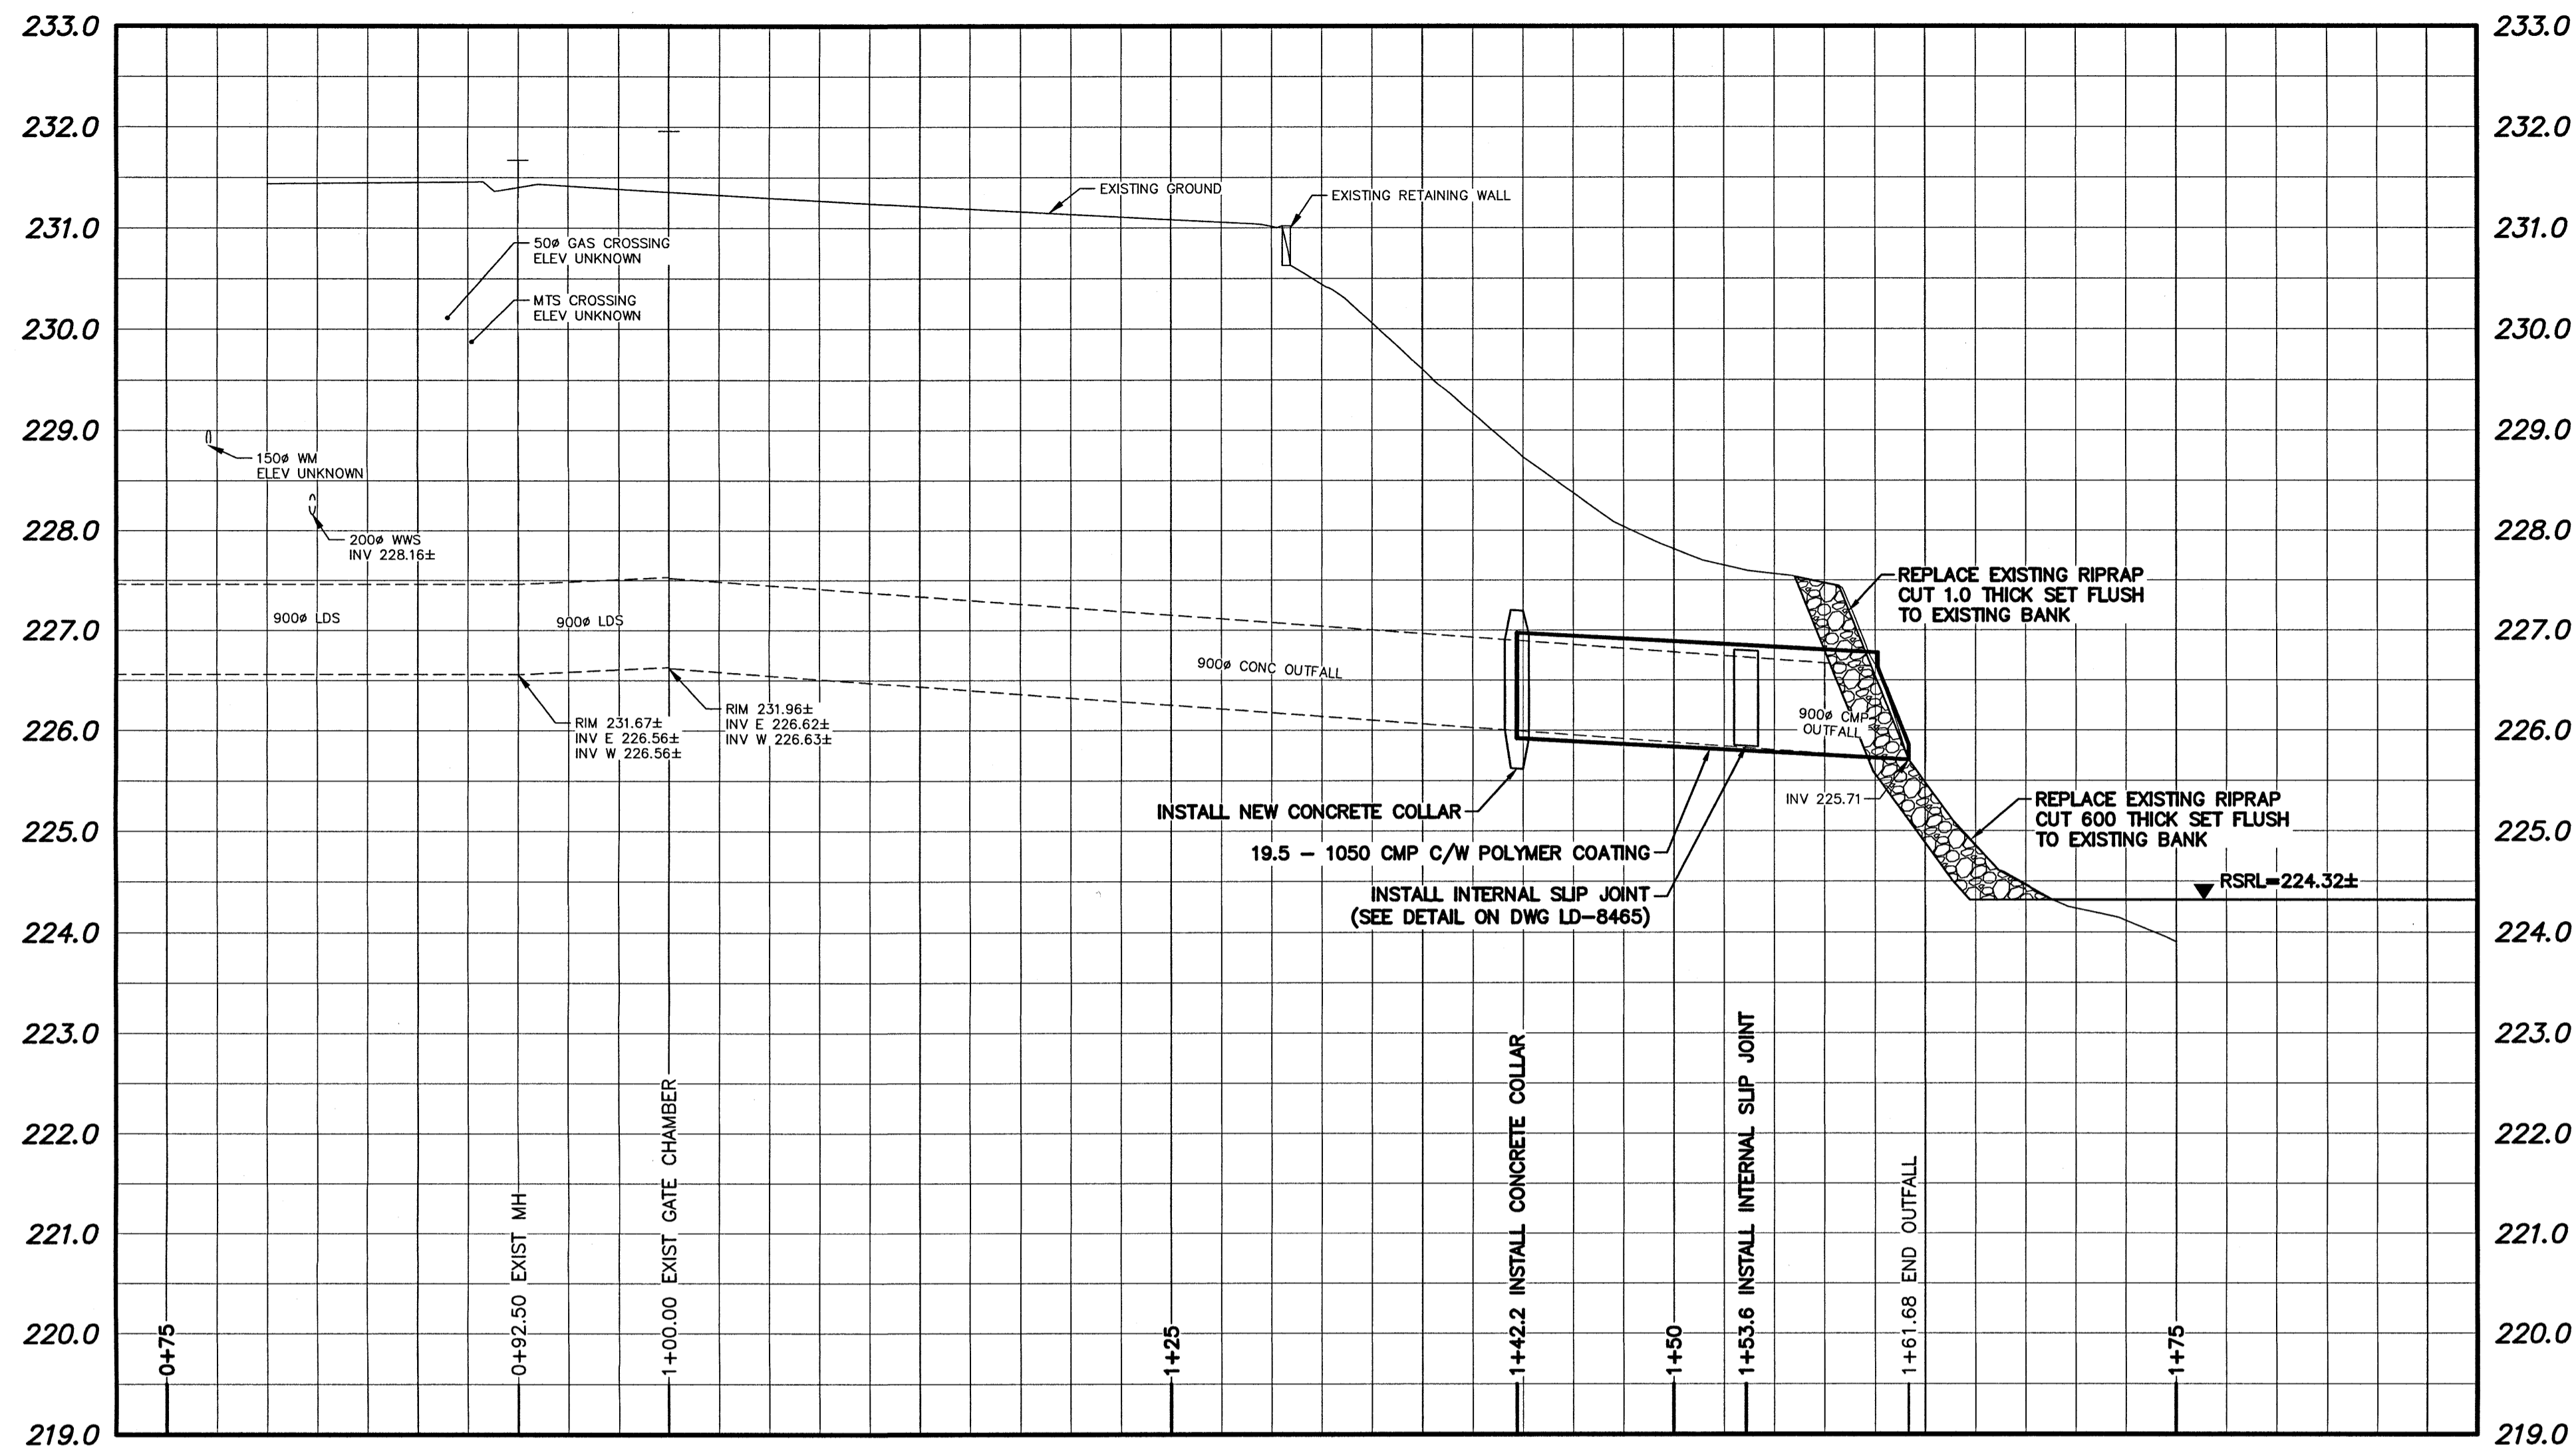 233.0
233.0
232.0
232.0
231.0
231.0
230.0
230.0
229.0
229.0
228.0
228.0
227.0
227.0
226.0
226.0
225.0
225.0
224.0
224.0
223.0
223.0
222.0
222.0
221.0
221.0
220.0
220.0
219.0
219.0
EXISTING GROUND
EXISTING RETAINING WALL
50ø GAS CROSSING
ELEV UNKNOWN
MTS CROSSING
ELEV UNKNOWN
150ø WM
ELEV UNKNOWN
200ø WWS
INV 228.16±
900ø LDS
900ø LDS
RIM 231.67±
INV E 226.56±
INV W 226.56±
RIM 231.96±
INV E 226.62±
INV W 226.63±
900ø CONC OUTFALL
900ø CMP
OUTFALL
REPLACE EXISTING RIPRAP
CUT 1.0 THICK SET FLUSH
TO EXISTING BANK
INV 225.71
REPLACE EXISTING RIPRAP
CUT 600 THICK SET FLUSH
TO EXISTING BANK
INSTALL NEW CONCRETE COLLAR
19.5 – 1050 CMP C/W POLYMER COATING
INSTALL INTERNAL SLIP JOINT
(SEE DETAIL ON DWG LD–8465)
RSRL=224.32±
0+75
0+92.50 EXIST MH
1+00.00 EXIST GATE CHAMBER
1+25
1+42.2 INSTALL CONCRETE COLLAR
1+50
1+53.6 INSTALL INTERNAL SLIP JOINT
1+61.68 END OUTFALL
1+75